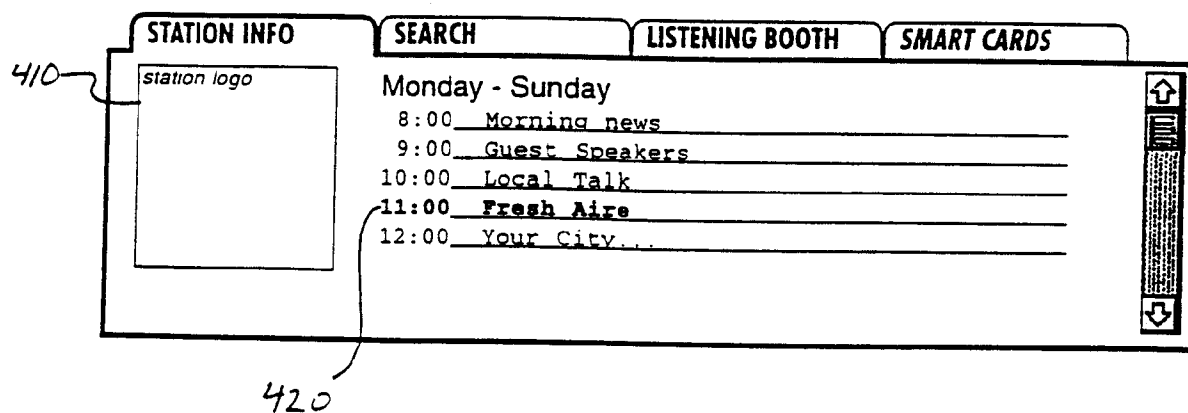 STATION INFO SEARCH LISTENING BOOTH SMART CARDS
410 station logo
Monday - Sunday
8:00 Morning news
9:00 Guest Speakers
10:00 Local Talk
11:00 Fresh Aire
12:00 Your City...
420